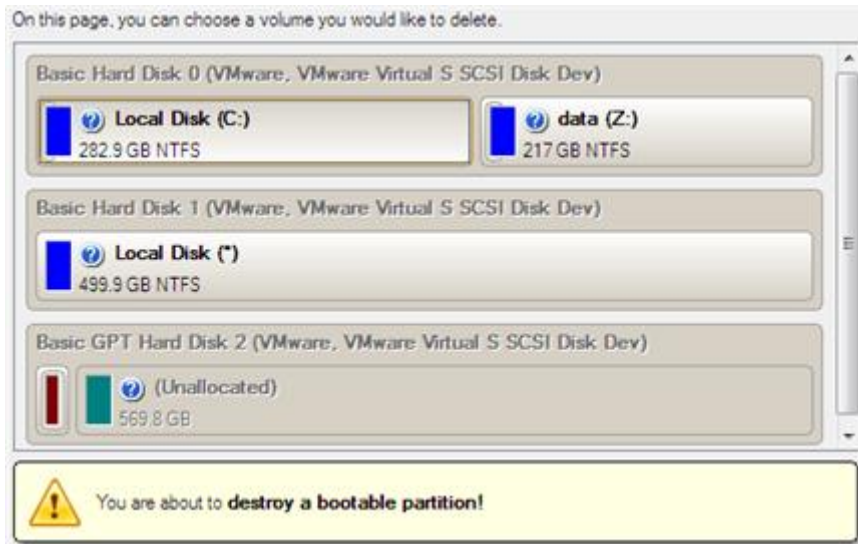 On this page, you can choose a volume you would like to delete.
Basic Hard Disk 0 (VMware, VMware Virtual S SCSI Disk Dev)
Local Disk (C:)
282.9 GB NTFS
data (Z:)
217 GB NTFS
Basic Hard Disk 1 (VMware, VMware Virtual S SCSI Disk Dev)
Local Disk (*)
499.9 GB NTFS
Basic GPT Hard Disk 2 (VMware, VMware Virtual S SCSI Disk Dev)
(Unallocated)
569.8 GB
You are about to destroy a bootable partition!